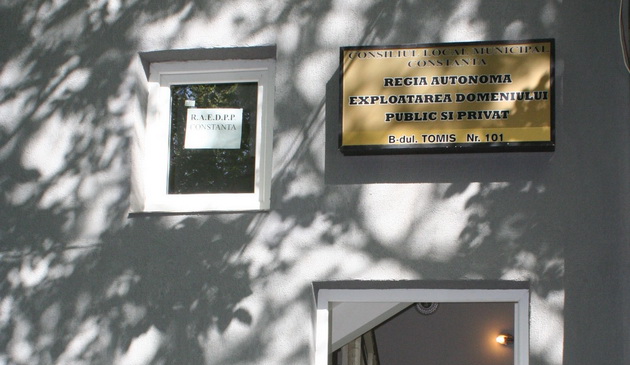 R.A.E.D.P.P
CONSTANTA
CONSILIUL LOCAL MUNICIPAL
CONSTANTA
REGIA AUTONOMA
EXPLOATAREA DOMENIULUI
PUBLIC SI PRIVAT
B-dul. TOMIS Nr. 101